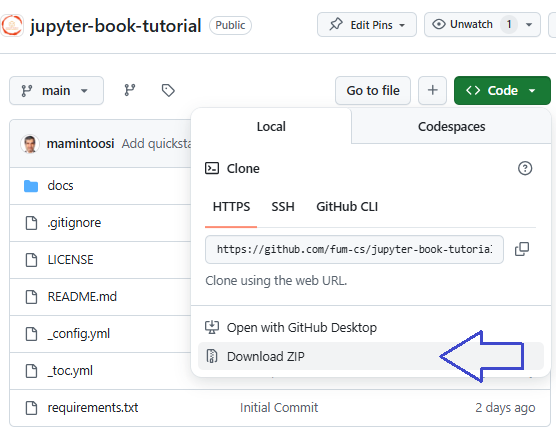 jupyter-book-tutorial Public Edit Pins Unwatch 1
main Go to file + Code
mamintoosi Add quicksta
Local Codespaces
Clone
docs
HTTPS SSH GitHub CLI
.gitignore
https://github.com/fum-cs/jupyter-book-tutorial
LICENSE
Clone using the web URL.
README.md
_config.yml
Open with GitHub Desktop
Download ZIP
_toc.yml
requirements.txt Initial Commit 2 days ago